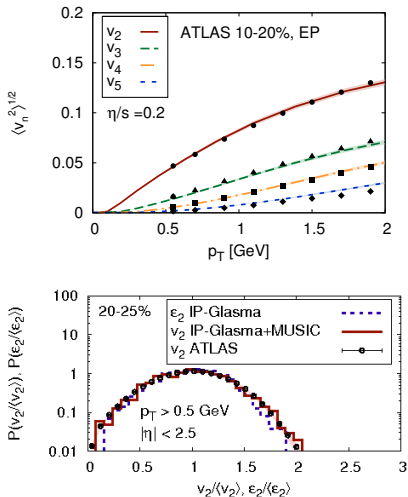 v₂
v₃
v₄
v₅
ATLAS 10-20%, EP
η/s =0.2
⟨vₙ²⟩^1/2
0.2
0.15
0.1
0.05
0
0 0.5 1 1.5 2
p_T [GeV]
20-25%
ε₂ IP-Glasma
v₂ IP-Glasma+MUSIC
v₂ ATLAS
p_T > 0.5 GeV
|η| < 2.5
P(v₂/⟨v₂⟩), P(ε₂/⟨ε₂⟩)
100
10
1
0.1
0.01
0 0.5 1 1.5 2 2.5 3
v₂/⟨v₂⟩, ε₂/⟨ε₂⟩